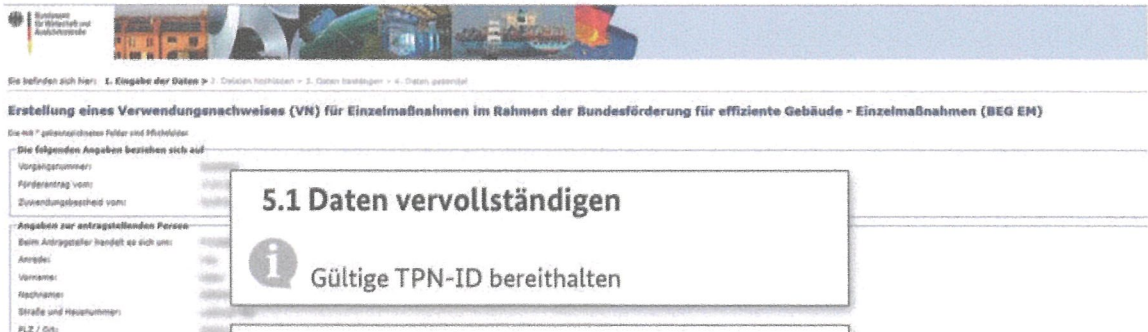 Bundesamt
für Wirtschaft und
Ausfuhrkontrolle
Sie befinden sich hier: 1. Eingabe der Daten > 2. Dateien hochladen > 3. Daten bestätigen > 4. Daten gesendet
Erstellung eines Verwendungsnachweises (VN) für Einzelmaßnahmen im Rahmen der Bundesförderung für effiziente Gebäude - Einzelmaßnahmen (BEG EM)
Die mit * gekennzeichneten Felder sind Pflichtfelder
Die folgenden Angaben beziehen sich auf
Vorgangsnummer:
Förderantrag vom:
Zuwendungsbescheid vom:
5.1 Daten vervollständigen
Gültige TPN-ID bereithalten
Angaben zur antragstellenden Person
Beim Antragsteller handelt es sich um:
Anrede:
Vorname:
Nachname:
Straße und Hausnummer:
PLZ / Ort: